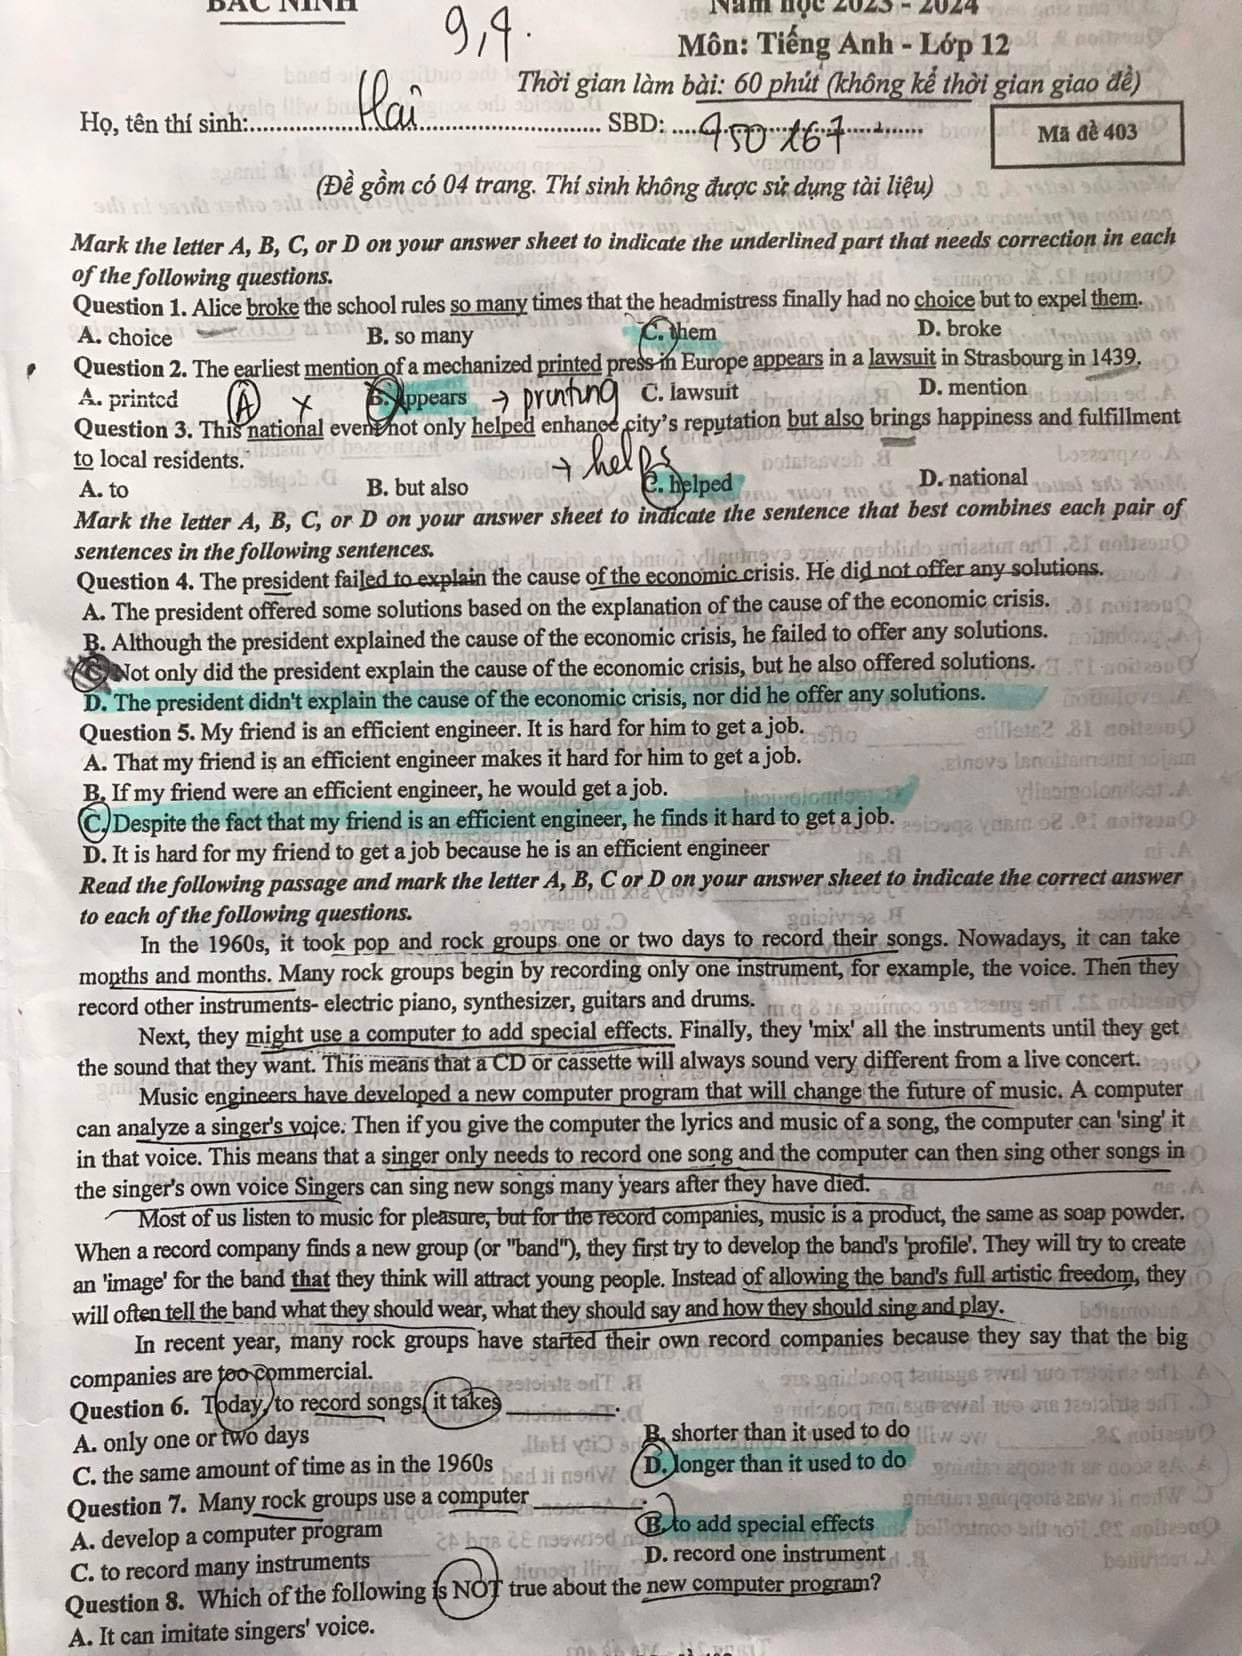 BẮC NINH
Năm học 2023 - 2024
9,4.
Môn: Tiếng Anh - Lớp 12
Thời gian làm bài: 60 phút (không kể thời gian giao đề)
Họ, tên thí sinh:........................................ SBD: ........................
Mã đề 403
(Đề gồm có 04 trang. Thí sinh không được sử dụng tài liệu)
Mark the letter A, B, C, or D on your answer sheet to indicate the underlined part that needs correction in each
of the following questions.
Question 1. Alice broke the school rules so many times that the headmistress finally had no choice but to expel them.
A. choice B. so many C. them D. broke
Question 2. The earliest mention of a mechanized printed press in Europe appears in a lawsuit in Strasbourg in 1439.
A. printed A x B. appears → printing C. lawsuit D. mention
Question 3. This national event not only helped enhance city's reputation but also brings happiness and fulfillment
to local residents. → helps
A. to B. but also C. helped D. national
Mark the letter A, B, C, or D on your answer sheet to indicate the sentence that best combines each pair of
sentences in the following sentences.
Question 4. The president failed to explain the cause of the economic crisis. He did not offer any solutions.
A. The president offered some solutions based on the explanation of the cause of the economic crisis.
B. Although the president explained the cause of the economic crisis, he failed to offer any solutions.
C. Not only did the president explain the cause of the economic crisis, but he also offered solutions.
D. The president didn't explain the cause of the economic crisis, nor did he offer any solutions.
Question 5. My friend is an efficient engineer. It is hard for him to get a job.
A. That my friend is an efficient engineer makes it hard for him to get a job.
B. If my friend were an efficient engineer, he would get a job.
C. Despite the fact that my friend is an efficient engineer, he finds it hard to get a job.
D. It is hard for my friend to get a job because he is an efficient engineer
Read the following passage and mark the letter A, B, C or D on your answer sheet to indicate the correct answer
to each of the following questions.
In the 1960s, it took pop and rock groups one or two days to record their songs. Nowadays, it can take
months and months. Many rock groups begin by recording only one instrument, for example, the voice. Then they
record other instruments- electric piano, synthesizer, guitars and drums.
Next, they might use a computer to add special effects. Finally, they 'mix' all the instruments until they get
the sound that they want. This means that a CD or cassette will always sound very different from a live concert.
Music engineers have developed a new computer program that will change the future of music. A computer
can analyze a singer's voice. Then if you give the computer the lyrics and music of a song, the computer can 'sing' it
in that voice. This means that a singer only needs to record one song and the computer can then sing other songs in
the singer's own voice Singers can sing new songs many years after they have died.
Most of us listen to music for pleasure, but for the record companies, music is a product, the same as soap powder.
When a record company finds a new group (or "band"), they first try to develop the band's 'profile'. They will try to create
an 'image' for the band that they think will attract young people. Instead of allowing the band's full artistic freedom, they
will often tell the band what they should wear, what they should say and how they should sing and play.
In recent year, many rock groups have started their own record companies because they say that the big
companies are too commercial.
Question 6. Today, to record songs, it takes __________.
A. only one or two days B. shorter than it used to do
C. the same amount of time as in the 1960s D. longer than it used to do
Question 7. Many rock groups use a computer __________.
A. develop a computer program B. to add special effects
C. to record many instruments D. record one instrument
Question 8. Which of the following is NOT true about the new computer program?
A. It can imitate singers' voice.